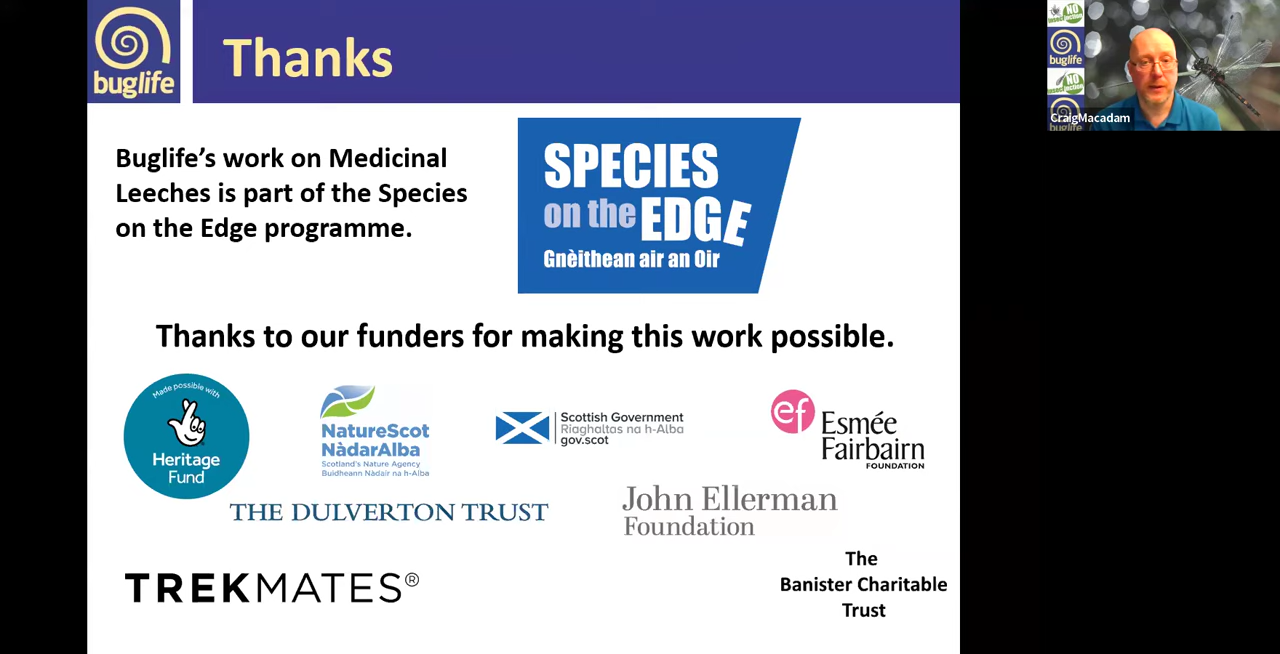 buglife
Thanks
Buglife's work on Medicinal
Leeches is part of the Species
on the Edge programme.
SPECIES
on the EDGE
Gnèithean air an Oir
Thanks to our funders for making this work possible.
Made possible with
Heritage
Fund
NatureScot
NàdarAlba
Scotland's Nature Agency
Buidheann Nàdair na h-Alba
Scottish Government
Riaghaltas na h-Alba
gov.scot
ef
Esmée
Fairbairn
FOUNDATION
THE DULVERTON TRUST
John Ellerman
Foundation
TREKMATES®
The
Banister Charitable
Trust
NO
insectinction
buglife
NO
CraigMacadam
buglife